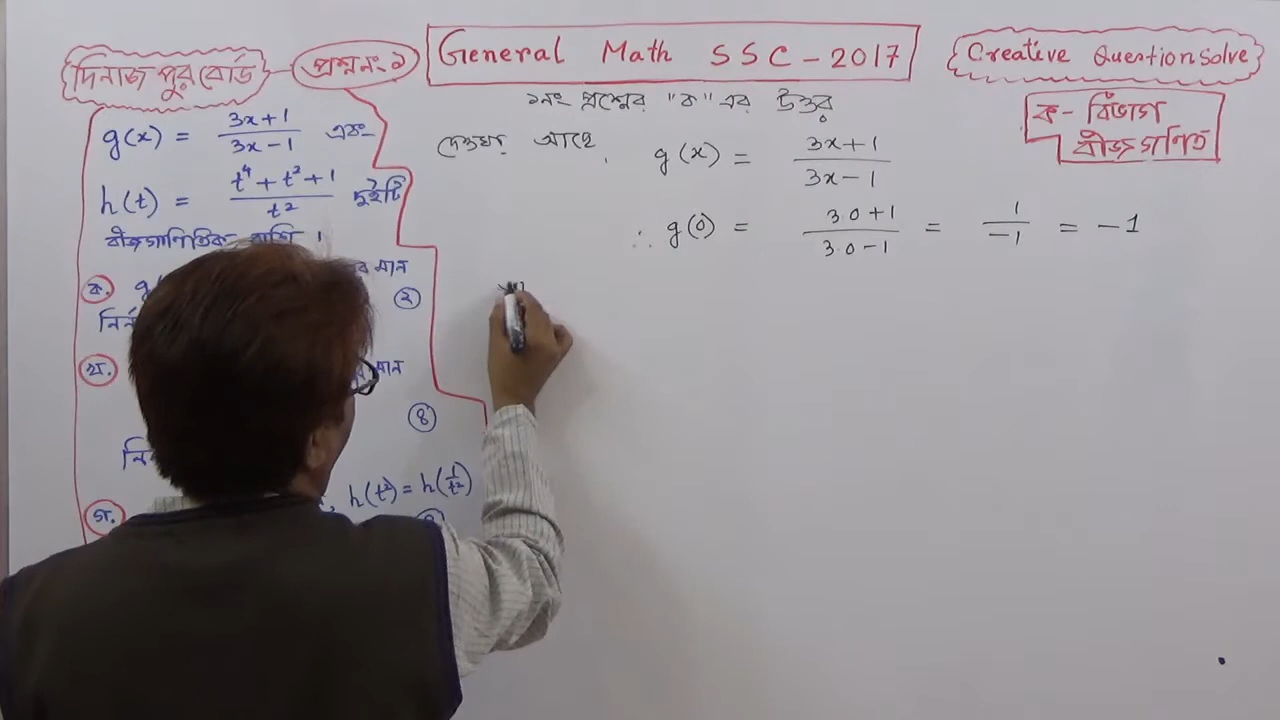 দিনাজপুর বোর্ড
প্রশ্ন নং-১
General Math SSC-2017
Creative Question Solve
ক-বিভাগ
বীজগণিত
g(x) = (3x+1)/(3x-1) এবং
h(t) = (t⁴+t²+1)/t² দুইটি
বীজগাণিতিক রাশি।
ক. g
মান
২
খ.
মান
৪
নি
গ.
, h(t²) = h(1/t²)
১নং প্রশ্নের "ক" এর উত্তর
দেওয়া আছে, g(x) = (3x+1)/(3x-1)
∴ g(0) = (3.0+1)/(3.0-1) = 1/-1 = -1